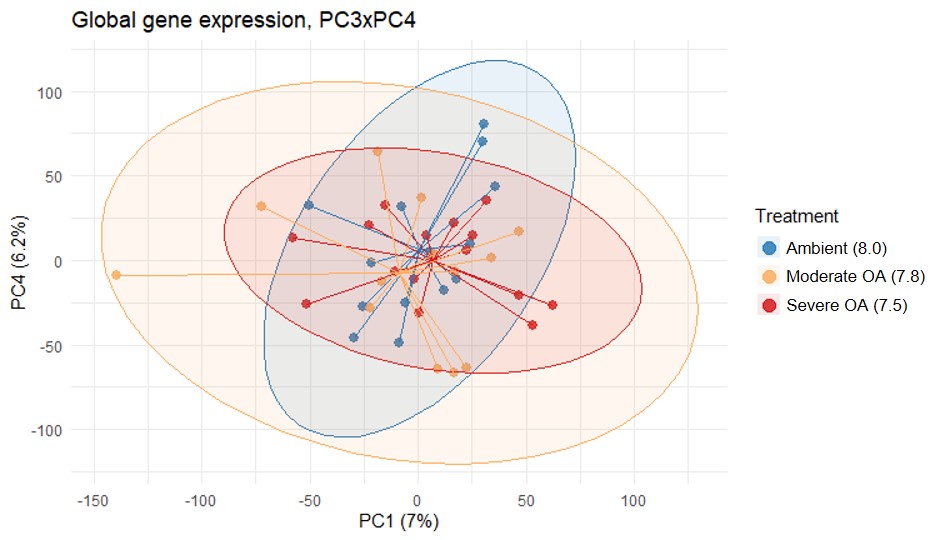 Global gene expression, PC3xPC4
PC4 (6.2%)
100
50
0
-50
-100
-150
-100
-50
0
50
100
PC1 (7%)
Treatment
Ambient (8.0)
Moderate OA (7.8)
Severe OA (7.5)